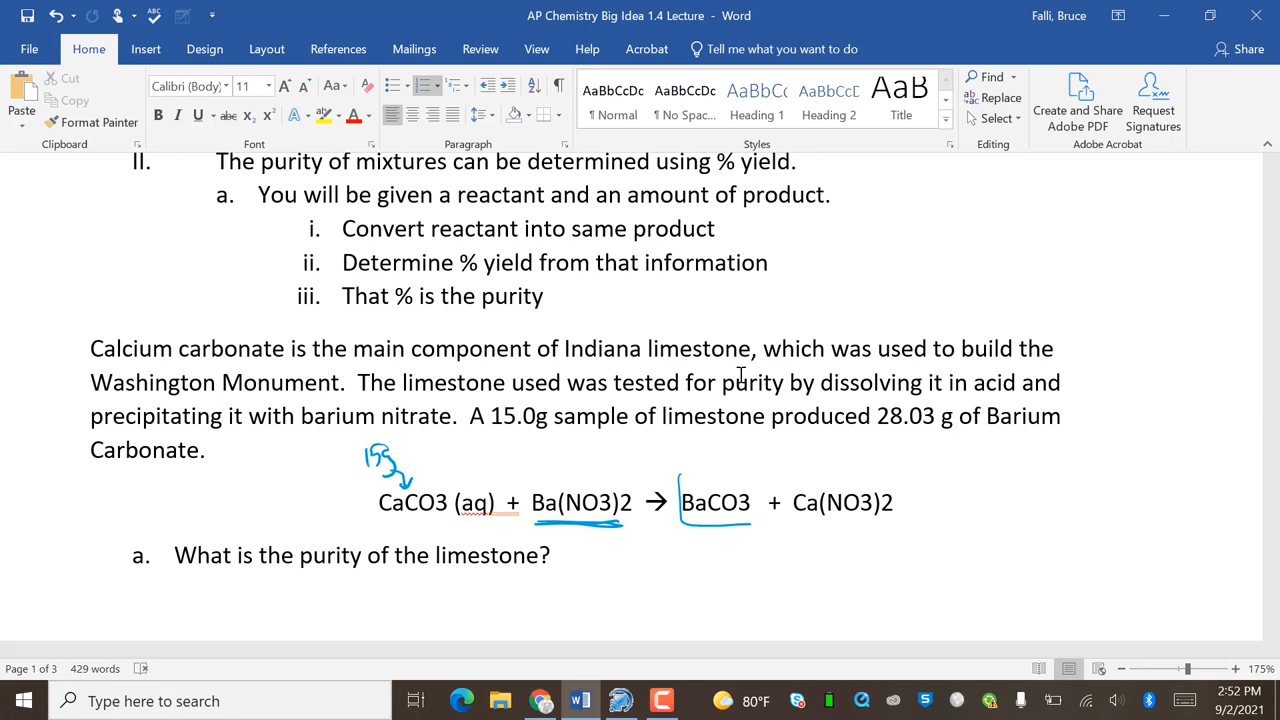 AP Chemistry Big Idea 1.4 Lecture - Word
Falli, Bruce
File Home Insert Design Layout References Mailings Review View Help Acrobat Tell me what you want to do Share
Paste
Cut
Copy
Format Painter
Clipboard
Calibri (Body) 11 A A Aa
B I U abc X2 X2 A A
Font
Paragraph
AaBbCcDc AaBbCcDc AaBbCc AaBbCcD AaB
¶ Normal ¶ No Spac... Heading 1 Heading 2 Title
Styles
Find
Replace
Select
Editing
Create and Share Adobe PDF
Request Signatures
Adobe Acrobat
II. The purity of mixtures can be determined using % yield.
a. You will be given a reactant and an amount of product.
i. Convert reactant into same product
ii. Determine % yield from that information
iii. That % is the purity
Calcium carbonate is the main component of Indiana limestone, which was used to build the
Washington Monument. The limestone used was tested for purity by dissolving it in acid and
precipitating it with barium nitrate. A 15.0g sample of limestone produced 28.03 g of Barium
Carbonate.
15g
CaCO3 (aq) + Ba(NO3)2 → BaCO3 + Ca(NO3)2
a. What is the purity of the limestone?
Page 1 of 3 429 words 175%
Type here to search
80°F
2:52 PM
9/2/2021